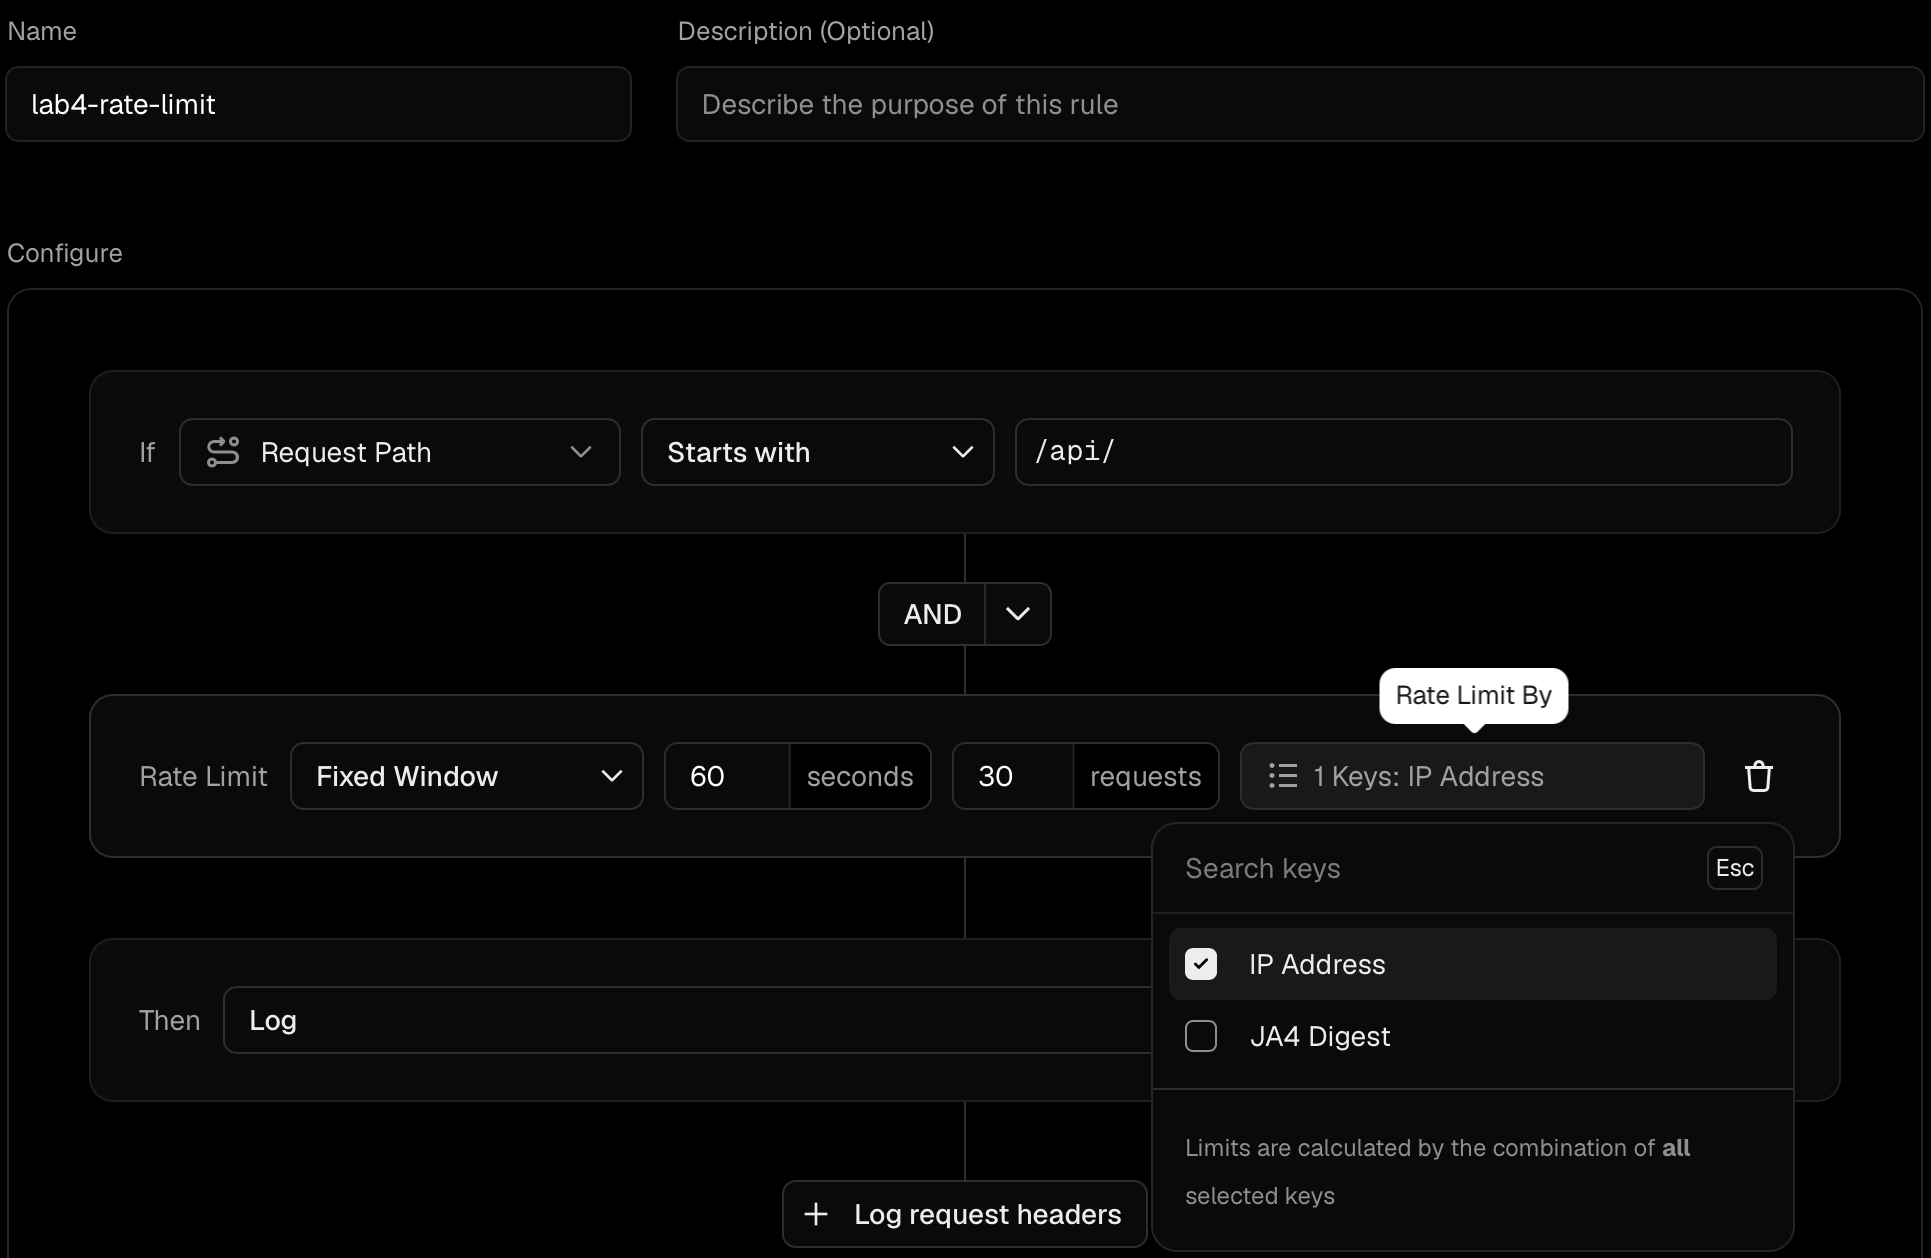 Name
Description (Optional)
lab4-rate-limit
Describe the purpose of this rule
Configure
If
Request Path
Starts with
/api/
AND
Rate Limit By
Rate Limit
Fixed Window
60
seconds
30
requests
1 Keys: IP Address
Search keys
Esc
IP Address
Then
Log
JA4 Digest
Limits are calculated by the combination of all
selected keys
Log request headers